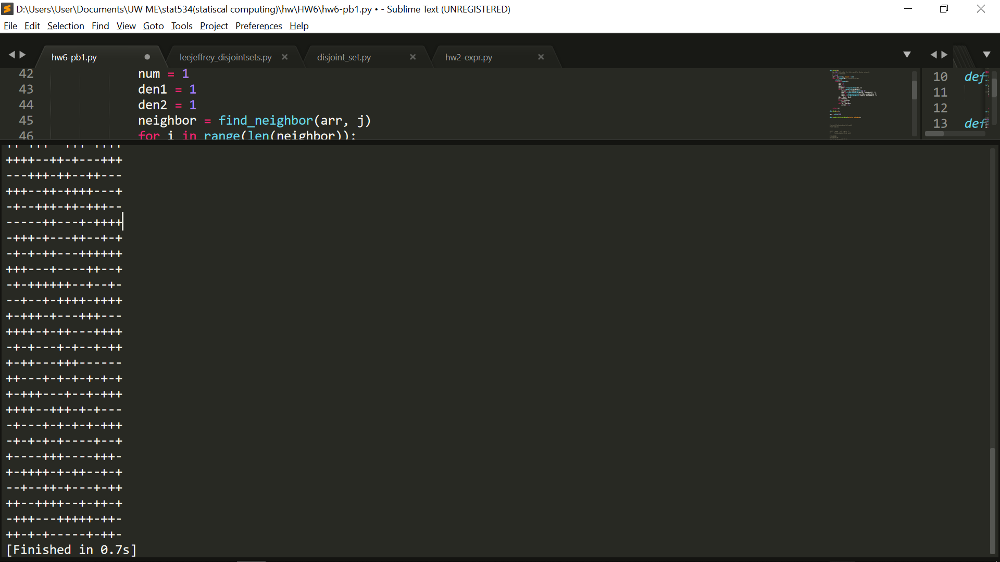 D:\Users\User\Documents\UW ME\stat534(statiscal computing)\hw\HW6\hw6-pb1.py • - Sublime Text (UNREGISTERED)
File Edit Selection Find View Goto Tools Project Preferences Help
hw6-pb1.py leejeffrey_disjointsets.py disjoint_set.py hw2-expr.py
42 num = 1
43 den1 = 1
44 den2 = 1
45 neighbor = find_neighbor(arr, j)
46 for i in range(len(neighbor)):
10 def
11
12
13 def
++++--++-+---+++
---+++-++--++---
+++--++-++++---+
-+--+++-++-+++--
-----++---+-++++
-+++-+---++--+-+
-+-+-++---++++++
+++---+----++--+
-+-++++++--+--+-
--+--+-++++-++++
+-+++-+---+++---
++++-+-++---++++
-+-+---+-+--+-++
+-++---+++------
++---+-+-+-+-+-+
+-+++---+--+-+++
++++--+++-+-+---
-+---+-+-+-+-+++
-+-+-+-+----+--+
+----+++----+++-
+-++++-+-++--+-+
--+--++-+---+-++
++--++++--+-++-+
-+++---+++++-++-
++-+-+-----+-++-
[Finished in 0.7s]